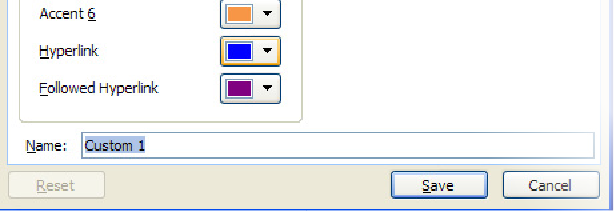 Accent 6
Hyperlink
Followed Hyperlink
Name: Custom 1
Reset Save Cancel